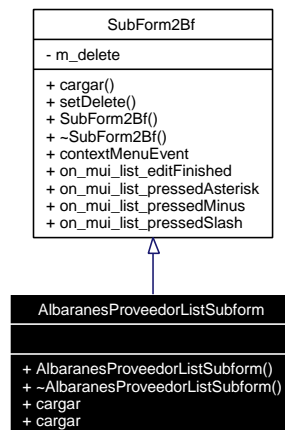 SubForm2Bf
- m_delete
+ cargar()
+ setDelete()
+ SubForm2Bf()
+ ~SubForm2Bf()
+ contextMenuEvent
+ on_mui_list_editFinished
+ on_mui_list_pressedAsterisk
+ on_mui_list_pressedMinus
+ on_mui_list_pressedSlash
AlbaranesProveedorListSubform
+ AlbaranesProveedorListSubform()
+ ~AlbaranesProveedorListSubform()
+ cargar
+ cargar